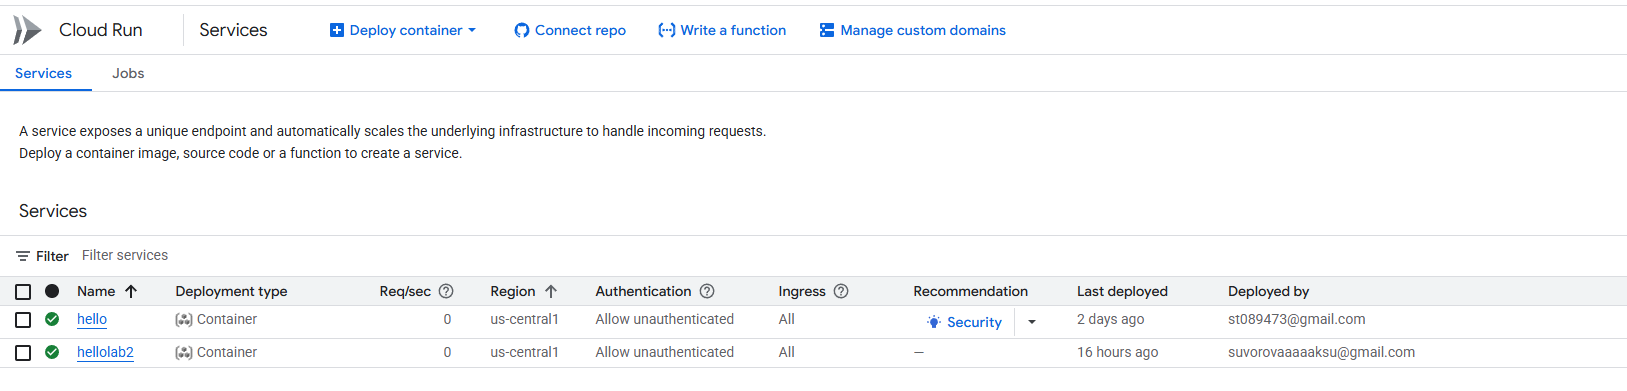 Cloud Run Services Deploy container Connect repo Write a function Manage custom domains
Services Jobs
A service exposes a unique endpoint and automatically scales the underlying infrastructure to handle incoming requests.
Deploy a container image, source code or a function to create a service.
Services
Filter Filter services
Name Deployment type Req/sec Region Authentication Ingress Recommendation Last deployed Deployed by
hello Container 0 us-central1 Allow unauthenticated All Security 2 days ago st089473@gmail.com
hellolab2 Container 0 us-central1 Allow unauthenticated All — 16 hours ago suvorovaaaaaksu@gmail.com